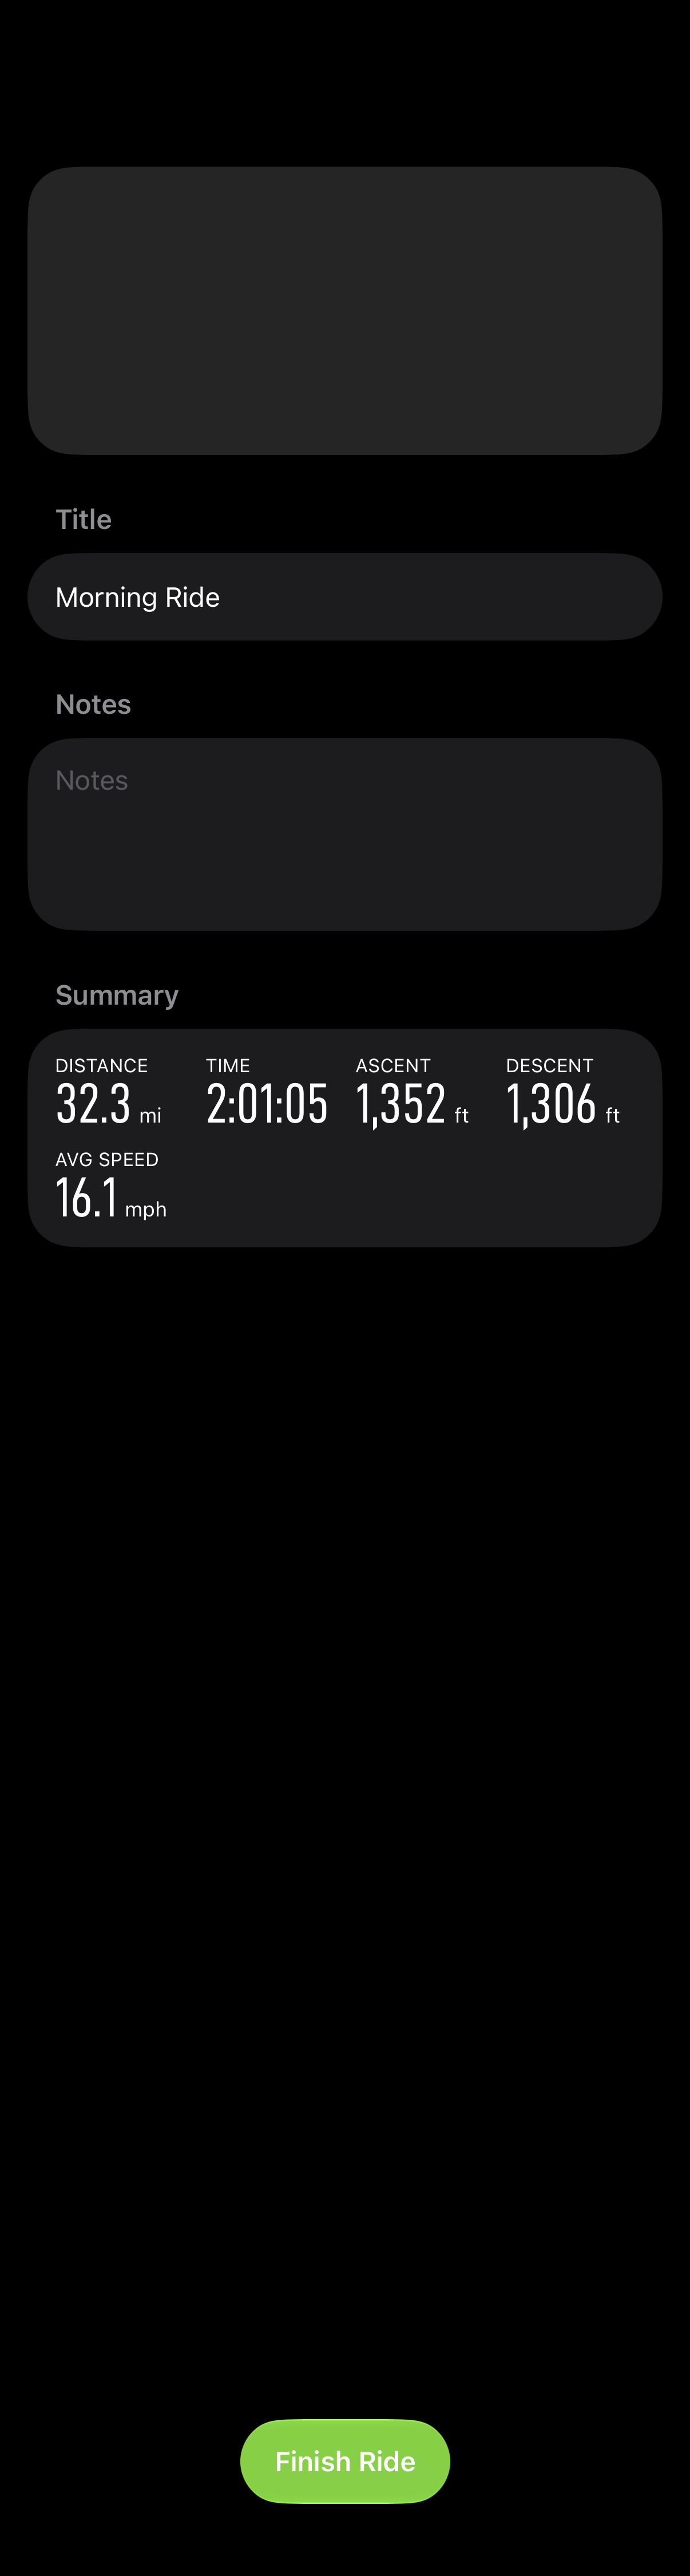 Title
Morning Ride
Notes
Notes
Summary
DISTANCE TIME ASCENT DESCENT
32.3 mi 2:01:05 1,352 ft 1,306 ft
AVG SPEED
16.1 mph
Finish Ride